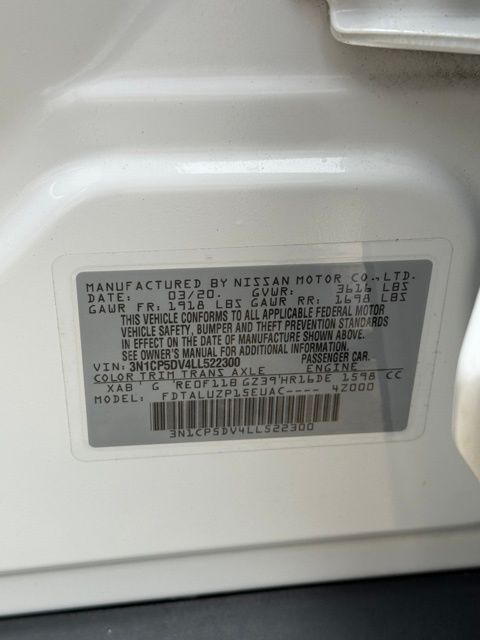 MANUFACTURED BY NISSAN MOTOR CO.,LTD.
DATE: 03/20. GVWR: 3616 LBS
GAWR FR: 1918 LBS GAWR RR: 1698 LBS
THIS VEHICLE CONFORMS TO ALL APPLICABLE FEDERAL MOTOR
VEHICLE SAFETY, BUMPER AND THEFT PREVENTION STANDARDS
IN EFFECT ON THE DATE OF MANUFACTURE SHOWN ABOVE.
SEE OWNER'S MANUAL FOR ADDITIONAL INFORMATION
VIN: 3N1CP5DV4LL522300 PASSENGER CAR
COLOR TRIM TRANS AXLE ENGINE
XAB G RE0F11B GZ39 HR16DE 1598 CC
MODEL: FDTALUZP15EUAC---- 4Z000
3N1CP5DV4LL522300